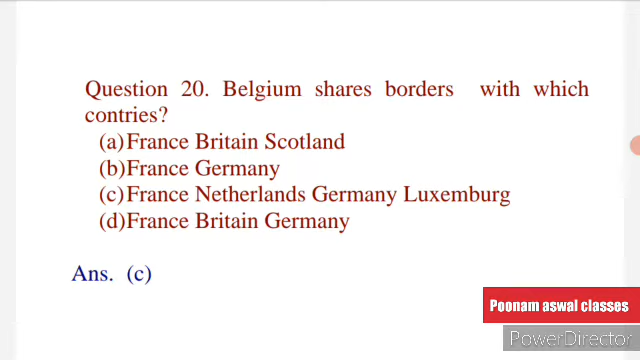 Question 20. Belgium shares borders with which
contries?
(a)France Britain Scotland
(b)France Germany
(c)France Netherlands Germany Luxemburg
(d)France Britain Germany
Ans. (c)
Poonam aswal classes
PowerDirector